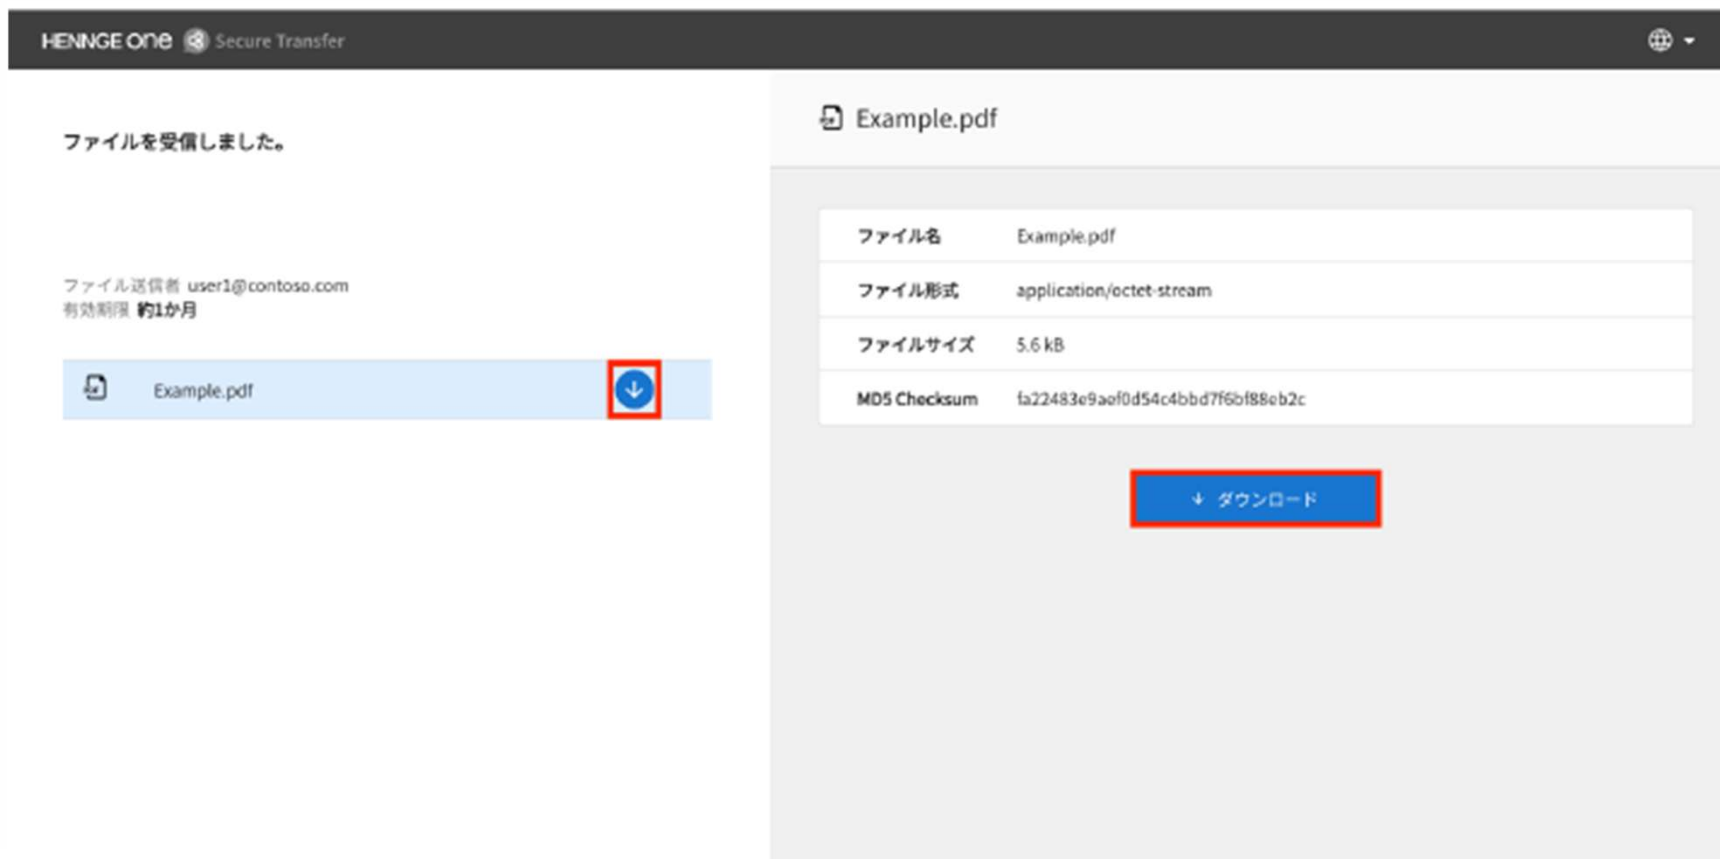 HENNGE one Secure Transfer
ファイルを受信しました。
ファイル送信者 user1@contoso.com
有効期限 約1か月
Example.pdf
Example.pdf
ファイル名 Example.pdf
ファイル形式 application/octet-stream
ファイルサイズ 5.6 kB
MD5 Checksum fa22483e9aef0d54c4bbd7f6bf88eb2c
ダウンロード